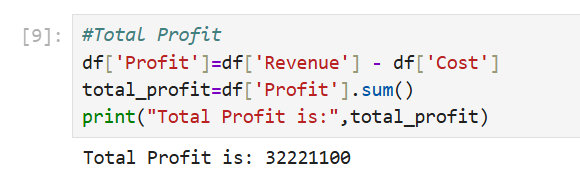 [9]: #Total Profit
df['Profit']=df['Revenue'] - df['Cost']
total_profit=df['Profit'].sum()
print("Total Profit is:",total_profit)
Total Profit is: 32221100